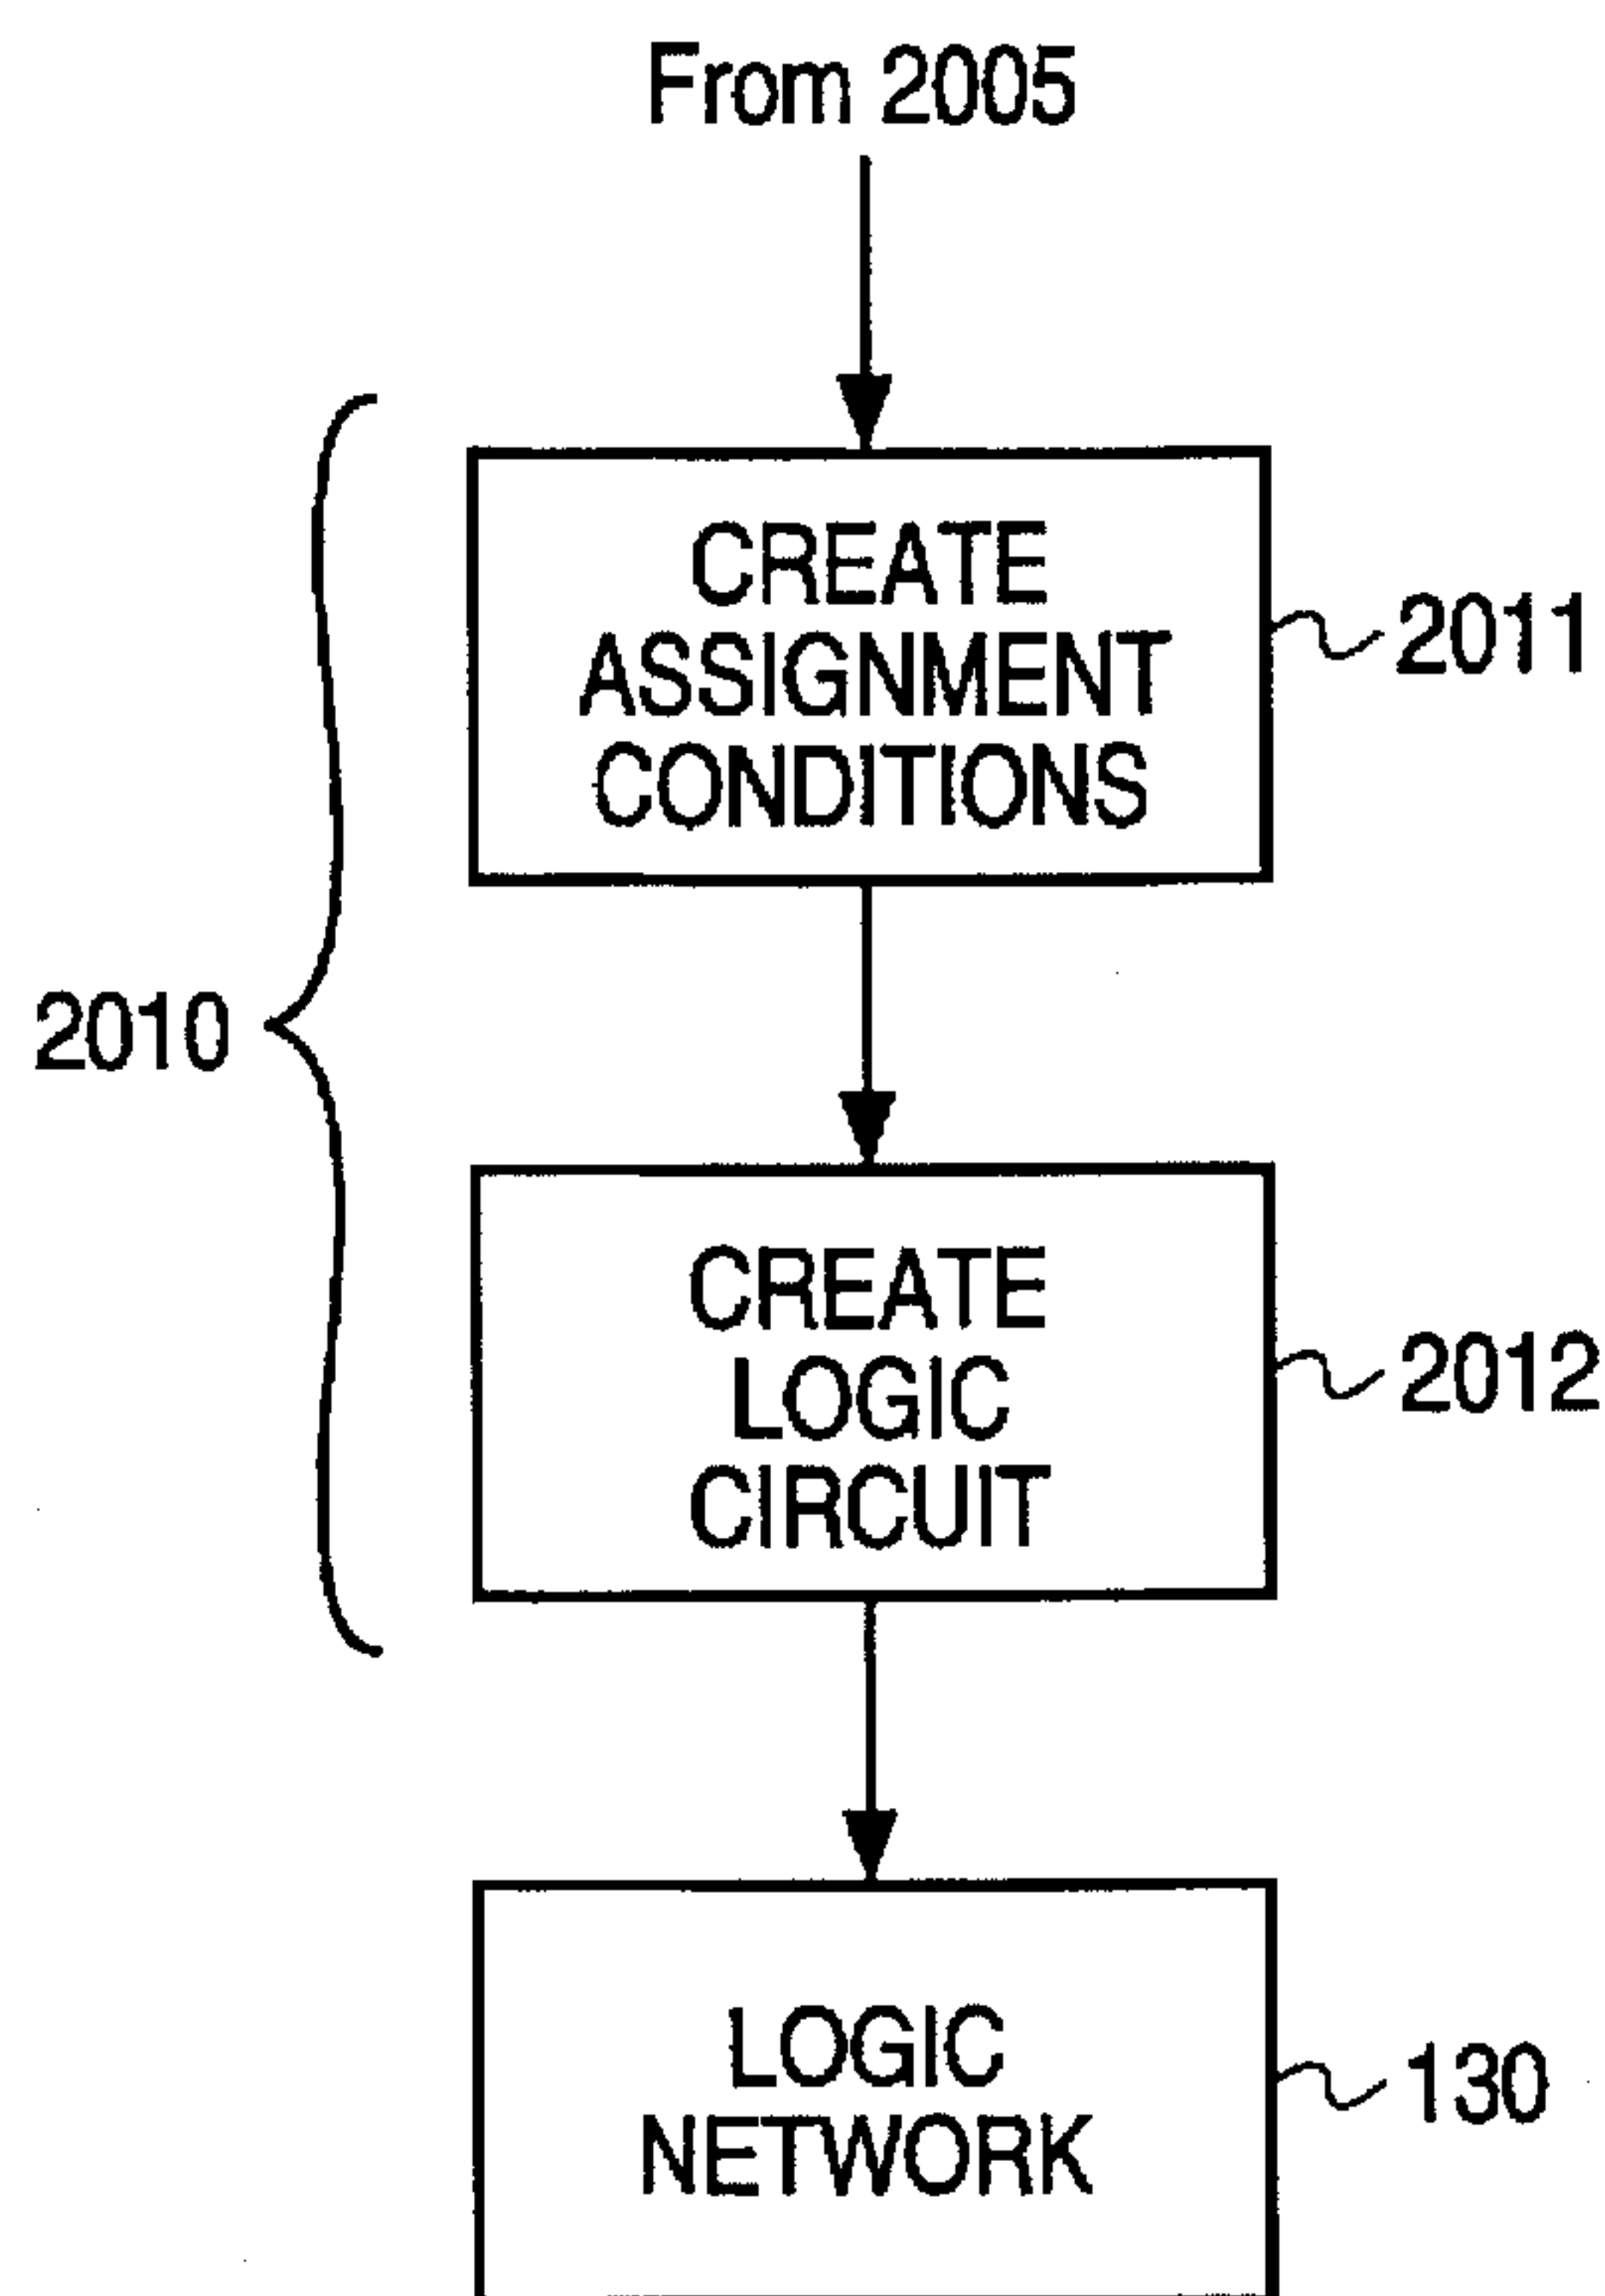 From 2005
CREATE
ASSIGNMENT
CONDITIONS
2011
2010
CREATE
LOGIC
CIRCUIT
2012
LOGIC
NETWORK
130